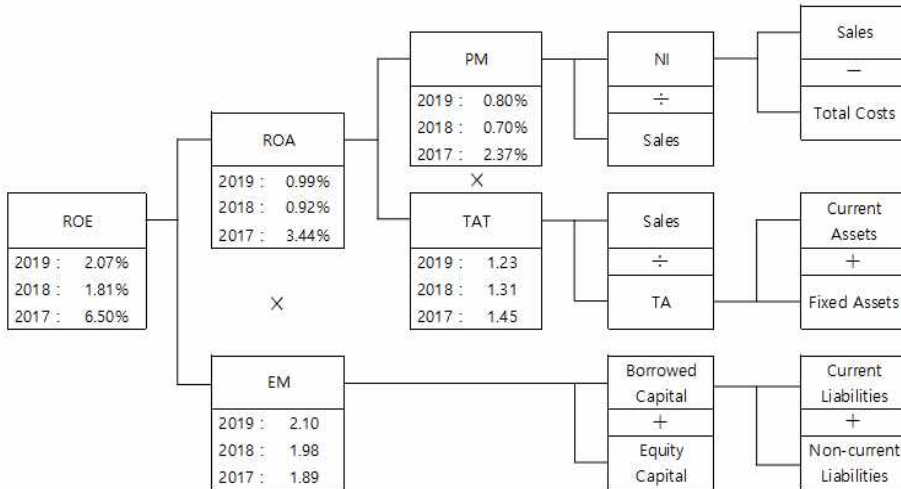 Sales
−
Total Costs
PM
2019 : 0.80%
2018 : 0.70%
2017 : 2.37%
NI
÷
Sales
ROA
2019 : 0.99%
2018 : 0.92%
2017 : 3.44%
×
ROE
2019 : 2.07%
2018 : 1.81%
2017 : 6.50%
TAT
2019 : 1.23
2018 : 1.31
2017 : 1.45
Sales
÷
TA
Current
Assets
+
Fixed Assets
×
EM
2019 : 2.10
2018 : 1.98
2017 : 1.89
Borrowed
Capital
+
Equity
Capital
Current
Liabilities
+
Non-current
Liabilities